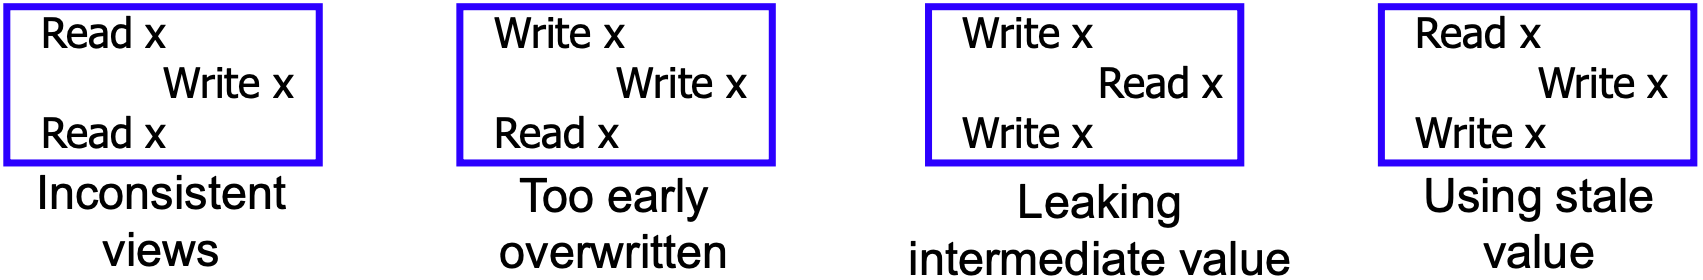 Read x
Write x
Read x
Inconsistent
views
Write x
Write x
Read x
Too early
overwritten
Write x
Read x
Write x
Leaking
intermediate value
Read x
Write x
Write x
Using stale
value